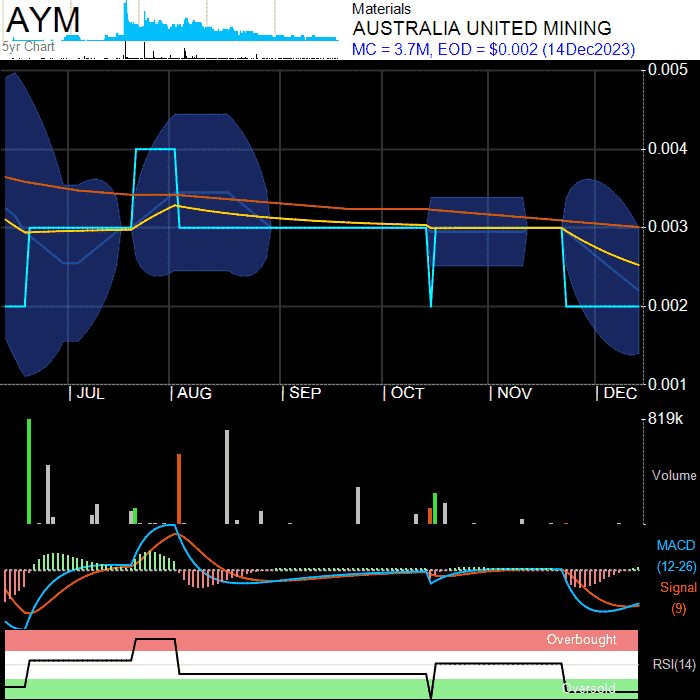 AYM
5yr Chart
Materials
AUSTRALIA UNITED MINING
MC = 3.7M, EOD = $0.002 (14Dec2023)
0.005
0.004
0.003
0.002
0.001
JUL AUG SEP OCT NOV DEC
819k
Volume
MACD
(12-26)
Signal
(9)
Overbought
RSI(14)
Oversold